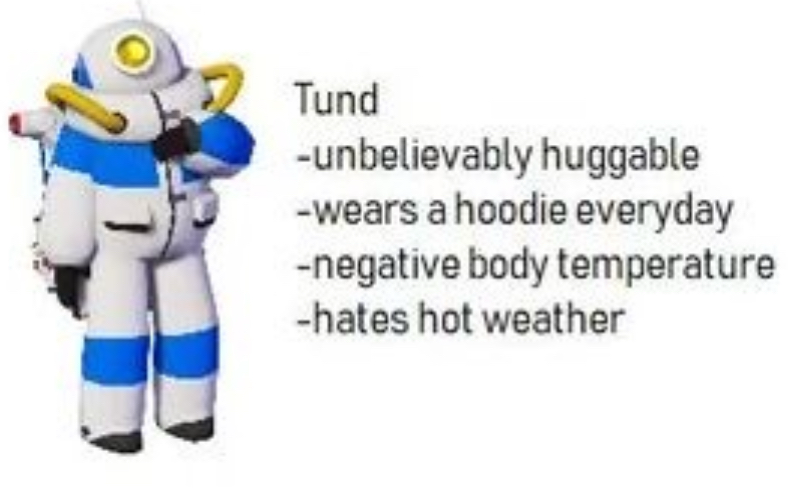 Tund
-unbelievably huggable
-wears a hoodie everyday
-negative body temperature
-hates hot weather